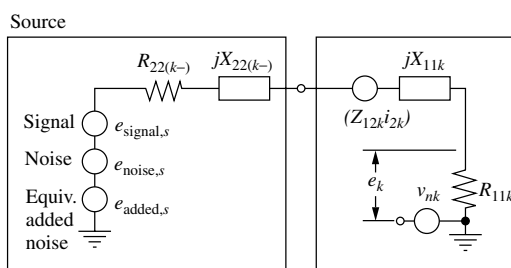 Source
R22(k–)
jX22(k–)
jX11k
Signal
esignal,s
(Z12ki2k)
Noise
enoise,s
Equiv.
added
noise
eadded,s
ek
vnk
R11k